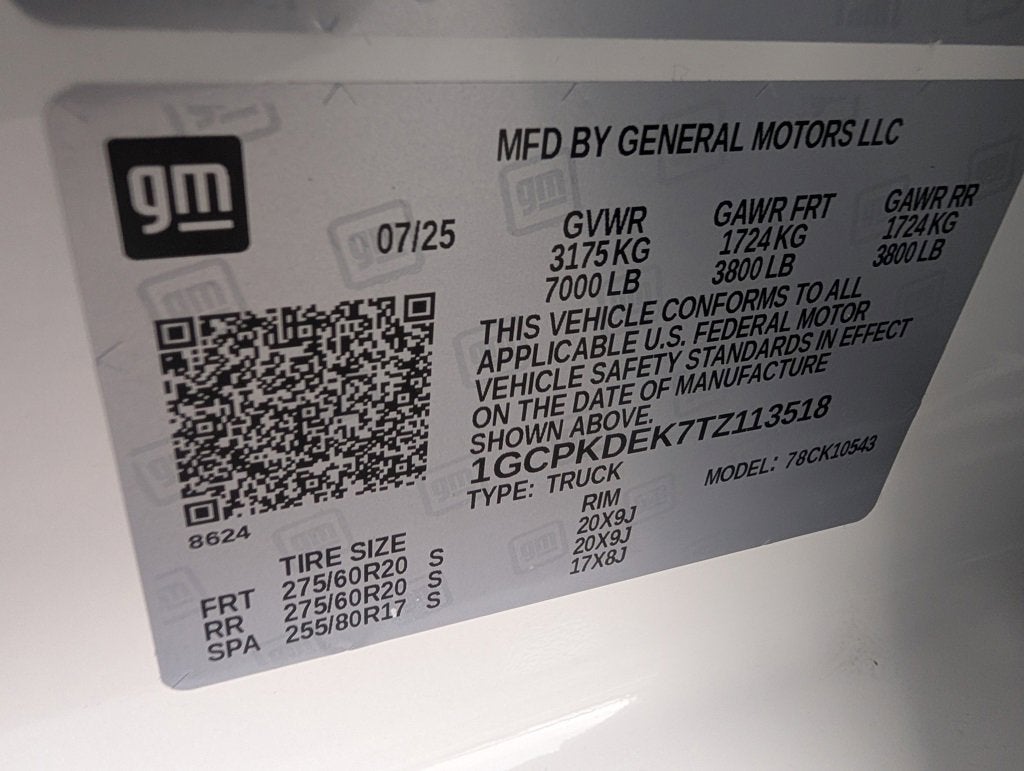 gm
MFD BY GENERAL MOTORS LLC
07/25
GVWR GAWR FRT GAWR RR
3175 KG 1724 KG 1724 KG
7000 LB 3800 LB 3800 LB
THIS VEHICLE CONFORMS TO ALL
APPLICABLE U.S. FEDERAL MOTOR
VEHICLE SAFETY STANDARDS IN EFFECT
ON THE DATE OF MANUFACTURE
SHOWN ABOVE.
1GCPKDEK7TZ113518
TYPE: TRUCK MODEL: 78CK10543
8624
TIRE SIZE RIM
FRT 275/60R20 S 20X9J
RR 275/60R20 S 20X9J
SPA 255/80R17 S 17X8J